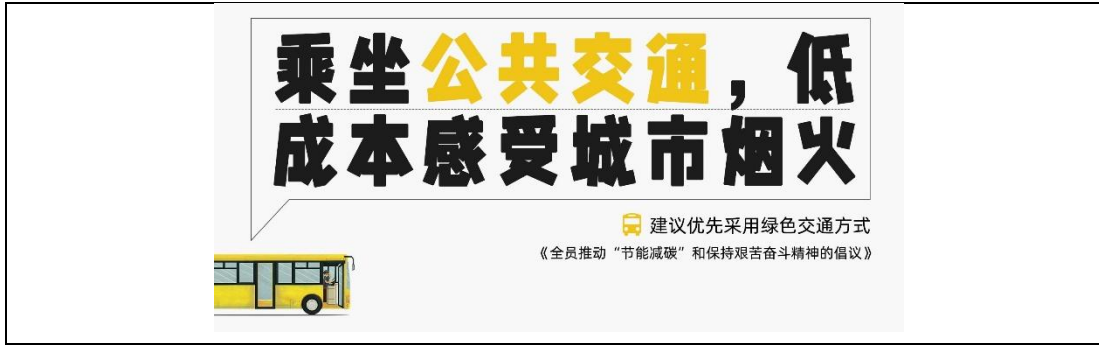 乘坐公共交通，低
成本感受城市烟火
建议优先采用绿色交通方式
《全员推动“节能减碳”和保持艰苦奋斗精神的倡议》